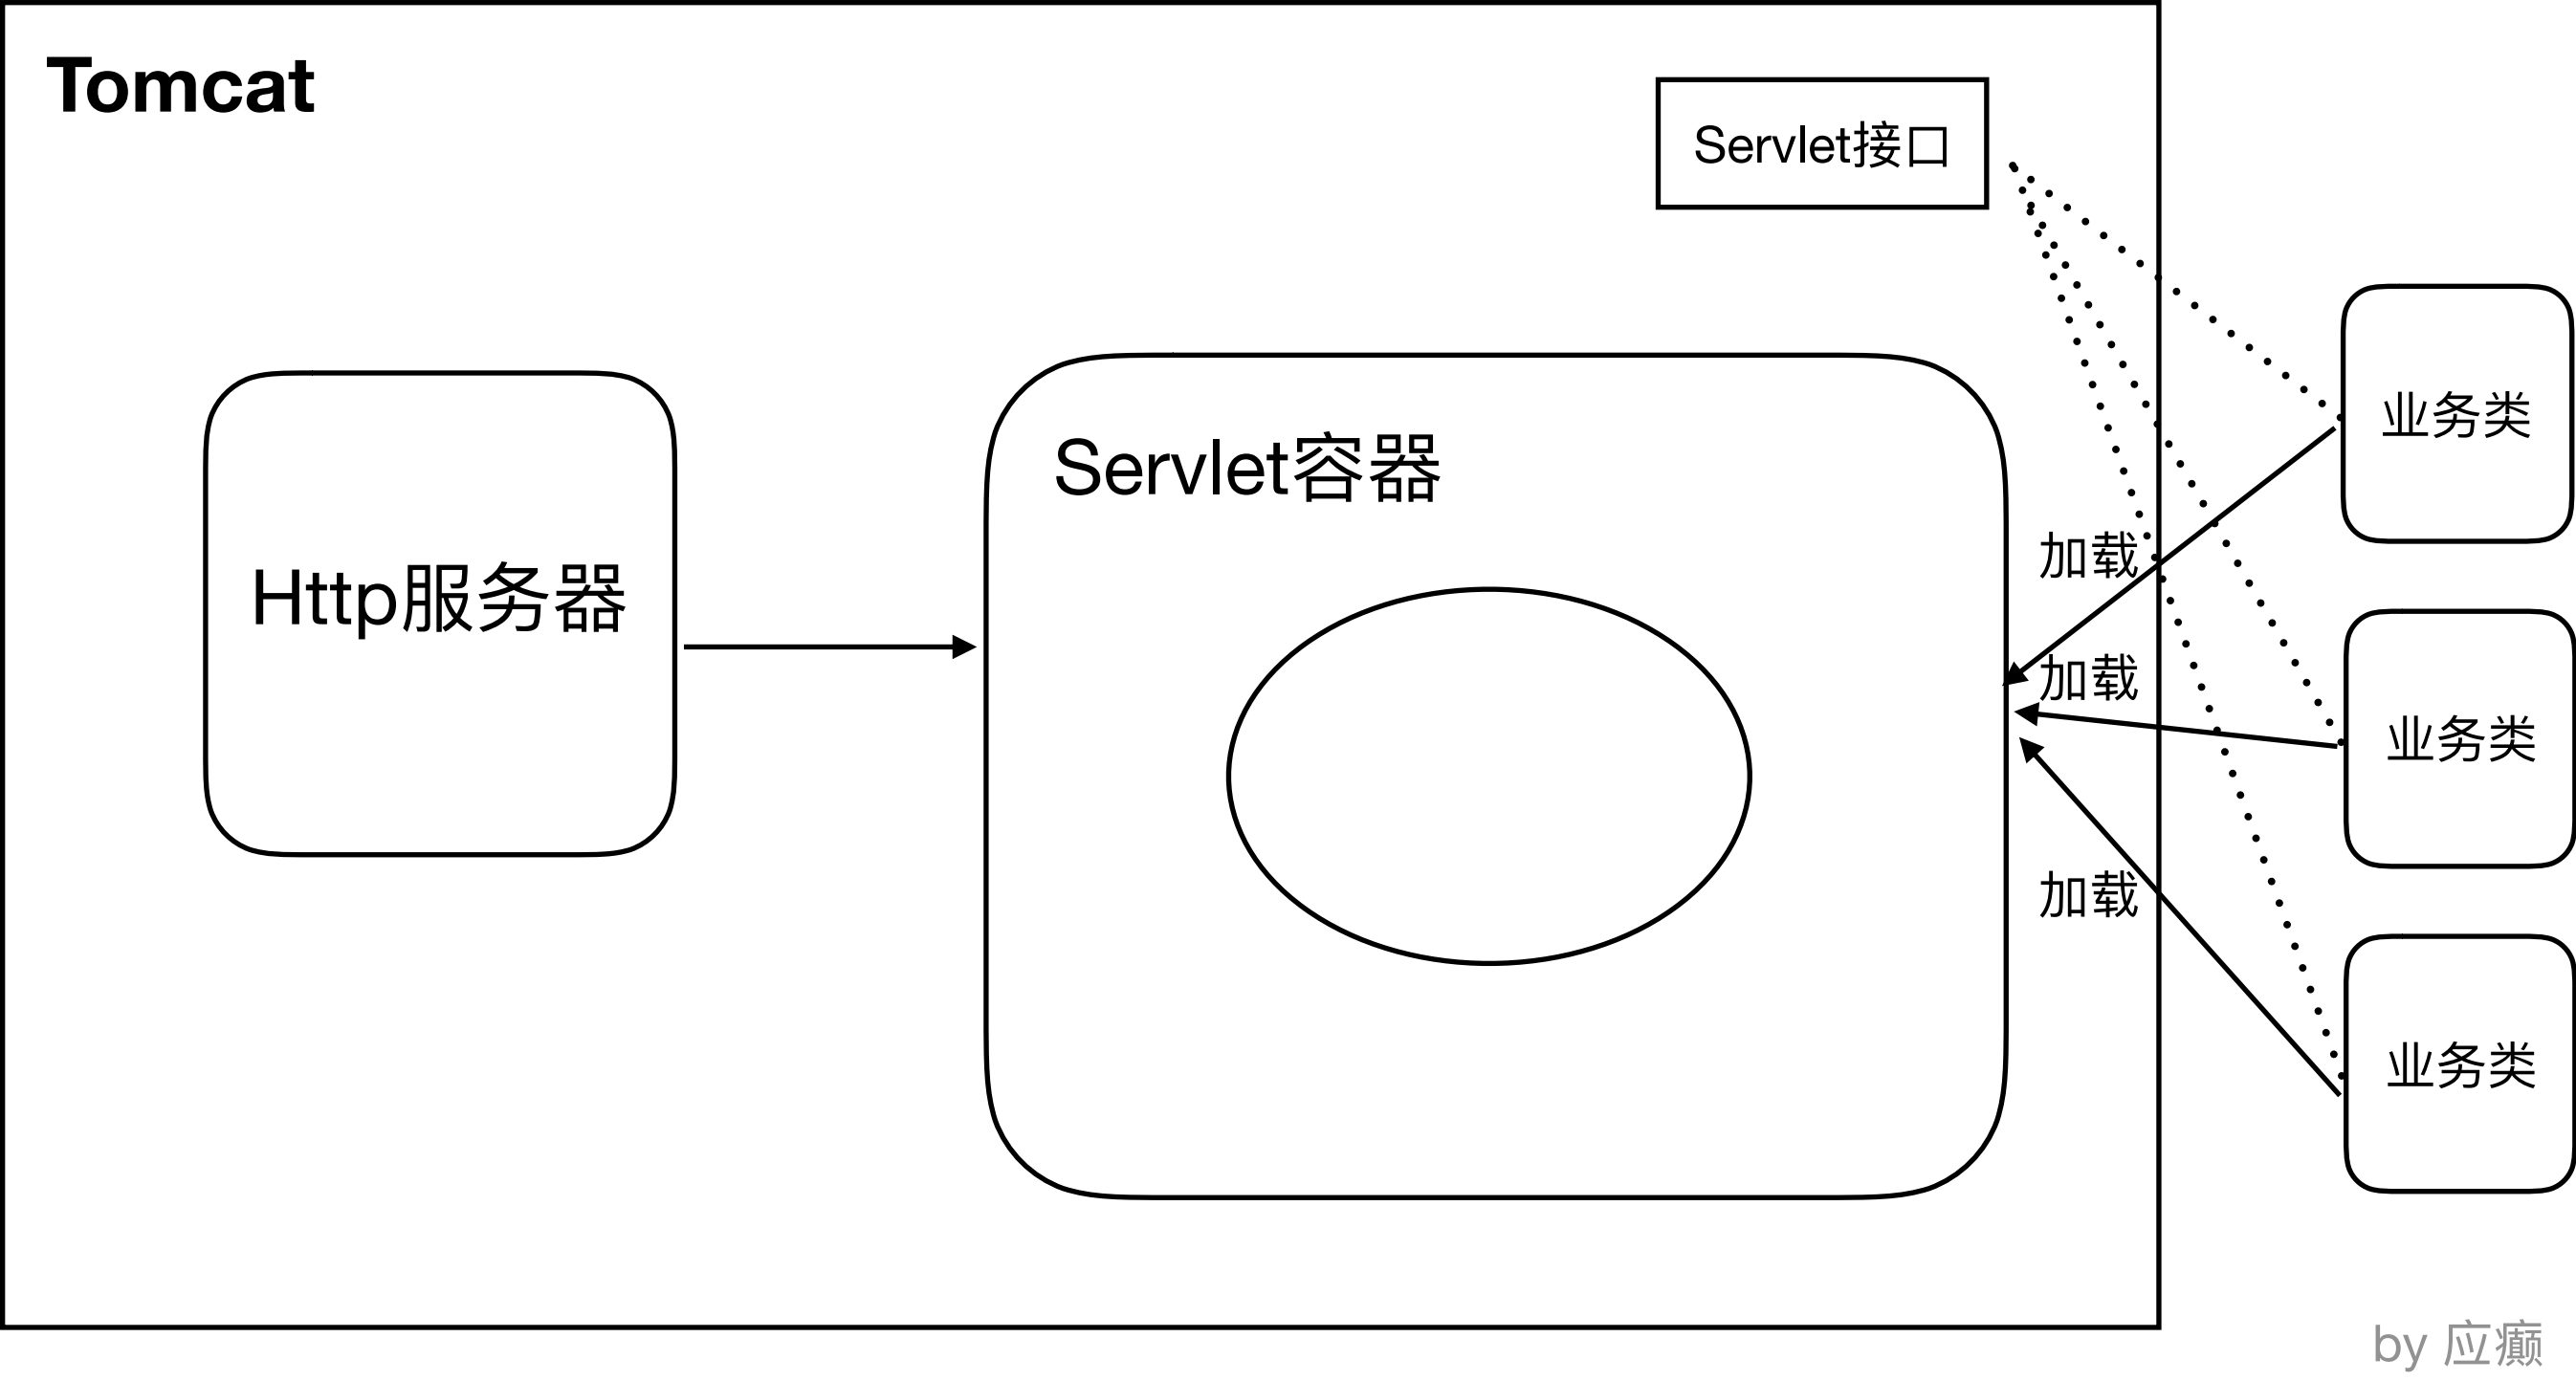 Tomcat
Servlet接口
Http服务器
Servlet容器
业务类
加载
加载
业务类
加载
业务类
by 应癫